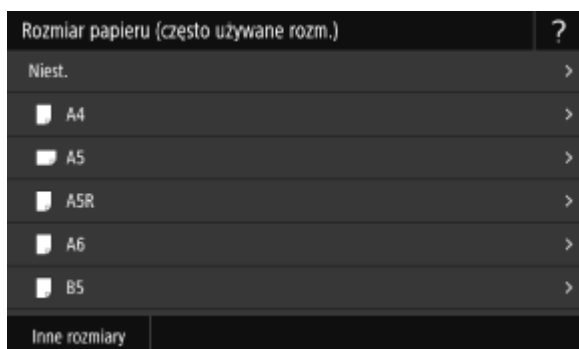 Rozmiar papieru (często używane rozm.) ?
Niest. >
A4 >
A5 >
A5R >
A6 >
B5 >
Inne rozmiary